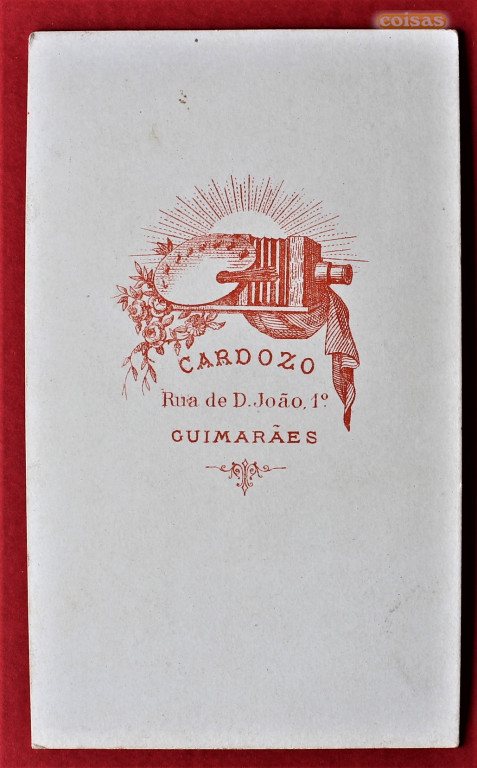 coisas
CARDOZO
Rua de D. João, 1º
GUIMARÃES